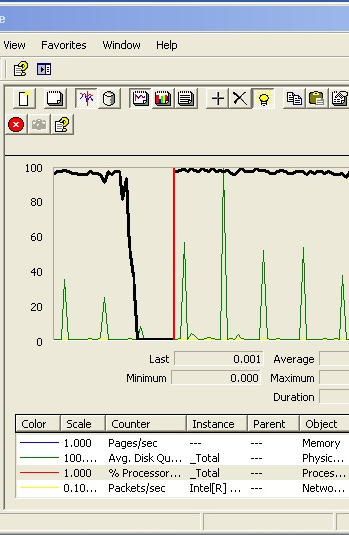 e
View Favorites Window Help
100
80
60
40
20
0
Last 0.001 Average
Minimum 0.000 Maximum
Duration
Color Scale Counter Instance Parent Object
1.000 Pages/sec --- --- Memory
100.... Avg. Disk Qu... _Total --- Physic...
1.000 % Processor... _Total --- Proces...
0.10... Packets/sec Intel[R] ... --- Netwo...